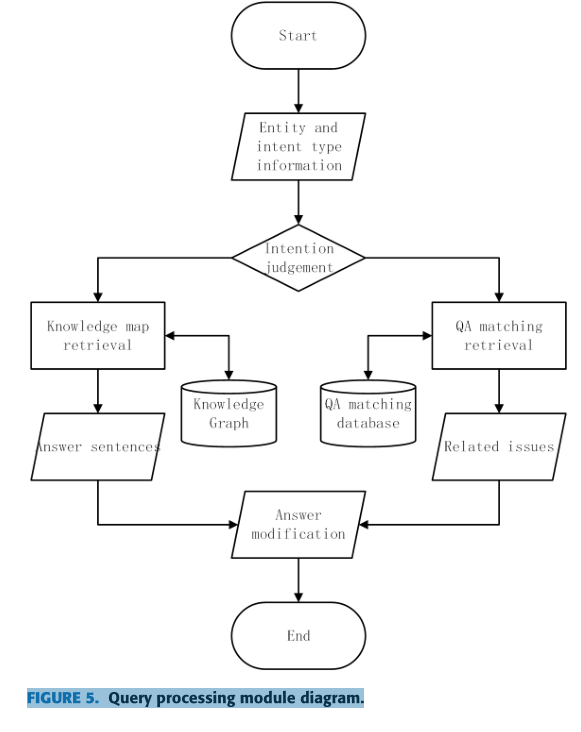 Start
Entity and
intent type
information
Intention
judgement
Knowledge map
retrieval
QA matching
retrieval
Knowledge
Graph
QA matching
database
Answer sentences
Related issues
Answer
modification
End
FIGURE 5. Query processing module diagram.